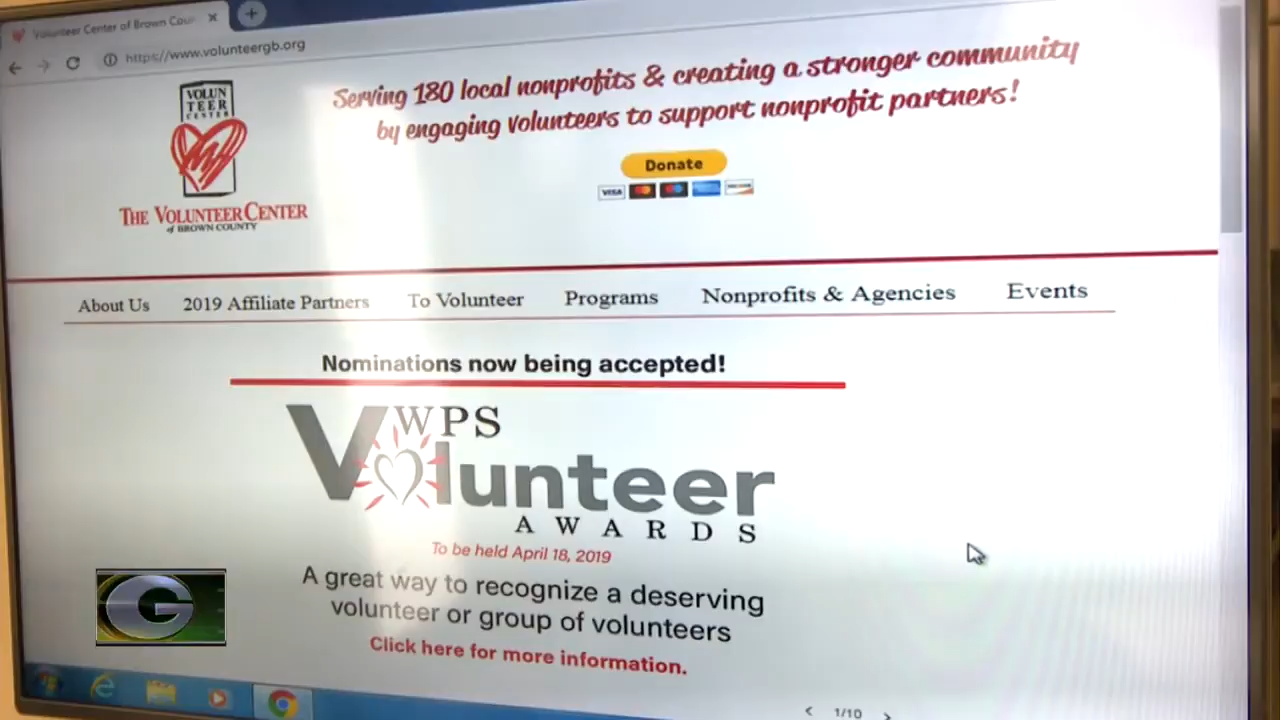 Volunteer Center of Brown Coun
https://www.volunteergb.org
VOLUN
TEER
CENTER
THE VOLUNTEER CENTER
of BROWN COUNTY
Serving 180 local nonprofits & creating a stronger community
by engaging volunteers to support nonprofit partners!
Donate
VISA
About Us 2019 Affiliate Partners To Volunteer Programs Nonprofits & Agencies Events
Nominations now being accepted!
WPS
Volunteer
AWARDS
To be held April 18, 2019
A great way to recognize a deserving
volunteer or group of volunteers
Click here for more information.
G
< 1/10 >